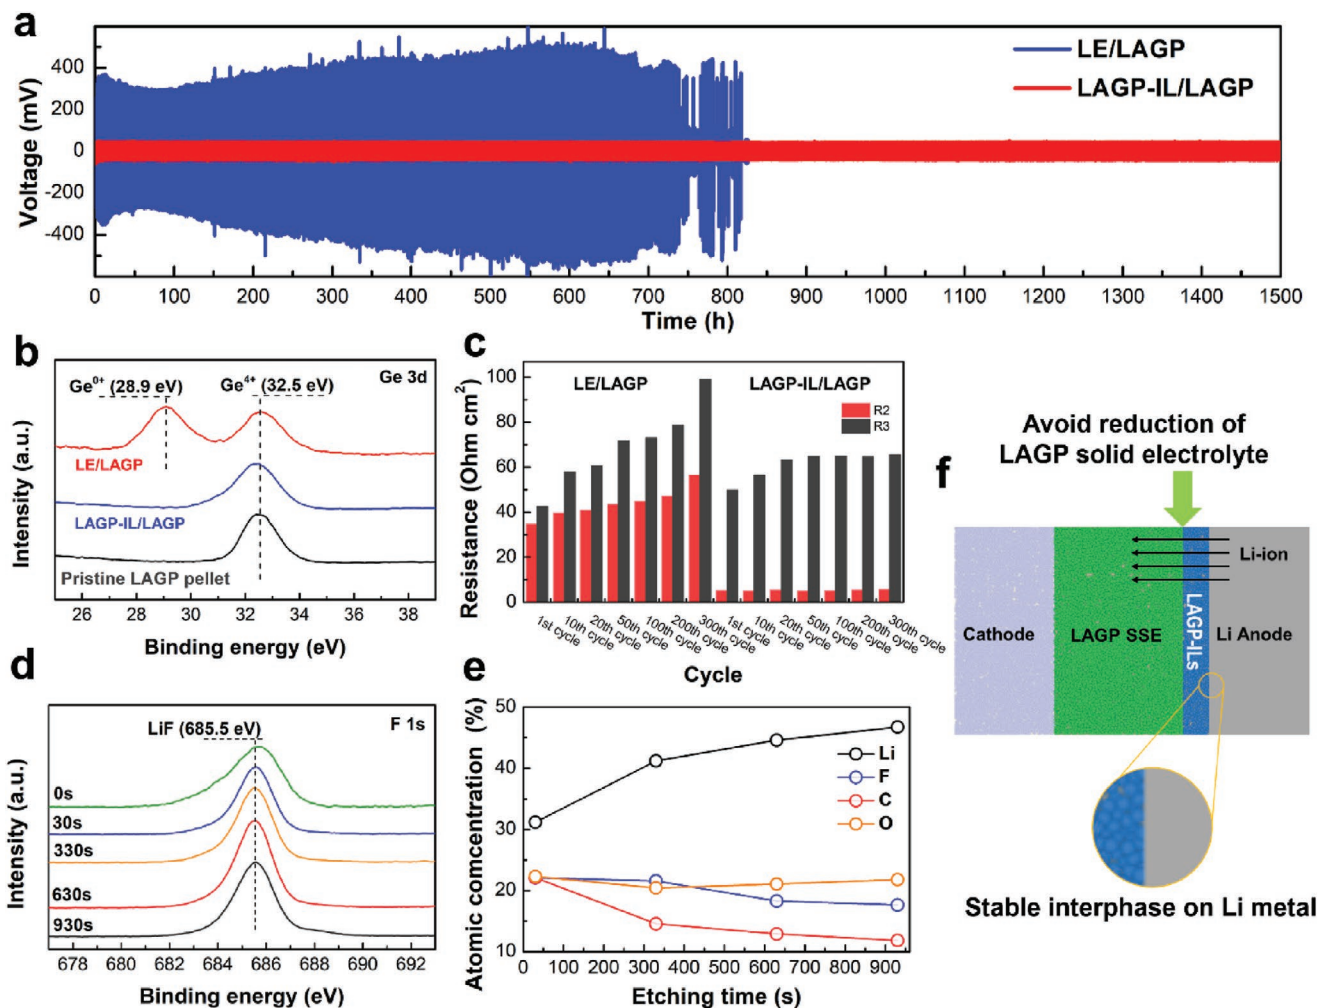 a
LE/LAGP
LAGP-IL/LAGP
Voltage (mV)
400
200
0
-200
-400
0 100 200 300 400 500 600 700 800 900 1000 1100 1200 1300 1400 1500
Time (h)
b
Ge0+ (28.9 eV)
Ge4+ (32.5 eV)
Ge 3d
LE/LAGP
LAGP-IL/LAGP
Pristine LAGP pellet
Intensity (a.u.)
26 28 30 32 34 36 38
Binding energy (eV)
c
Resistance (Ohm cm2)
100
80
60
40
20
0
LE/LAGP
LAGP-IL/LAGP
R2
R3
1st cycle
10th cycle
20th cycle
50th cycle
100th cycle
200th cycle
300th cycle
1st cycle
10th cycle
20th cycle
50th cycle
100th cycle
200th cycle
300th cycle
Cycle
d
LiF (685.5 eV)
F 1s
0s
30s
330s
630s
930s
Intensity (a.u.)
678 680 682 684 686 688 690 692
Binding energy (eV)
e
Atomic comcentration (%)
50
40
30
20
10
Li
F
C
O
0 100 200 300 400 500 600 700 800 900
Etching time (s)
f
Avoid reduction of
LAGP solid electrolyte
Li-ion
Cathode
LAGP SSE
LAGP-ILs
Li Anode
Stable interphase on Li metal